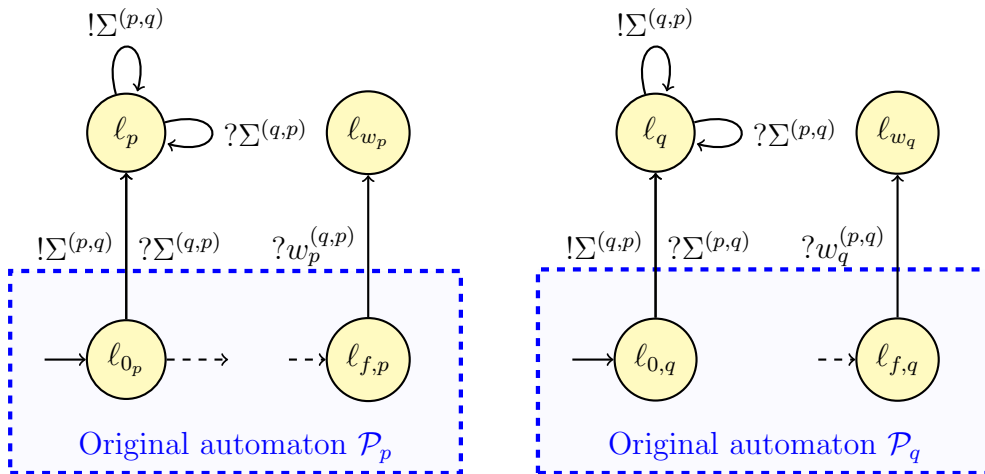 !Σ^{(p,q)}
ℓ_p
?Σ^{(q,p)}
ℓ_{w_p}
!Σ^{(p,q)} ?Σ^{(q,p)}
?w_p^{(q,p)}
ℓ_{0_p}
ℓ_{f,p}
Original automaton 𝒫_p
!Σ^{(q,p)}
ℓ_q
?Σ^{(p,q)}
ℓ_{w_q}
!Σ^{(q,p)} ?Σ^{(p,q)}
?w_q^{(p,q)}
ℓ_{0,q}
ℓ_{f,q}
Original automaton 𝒫_q